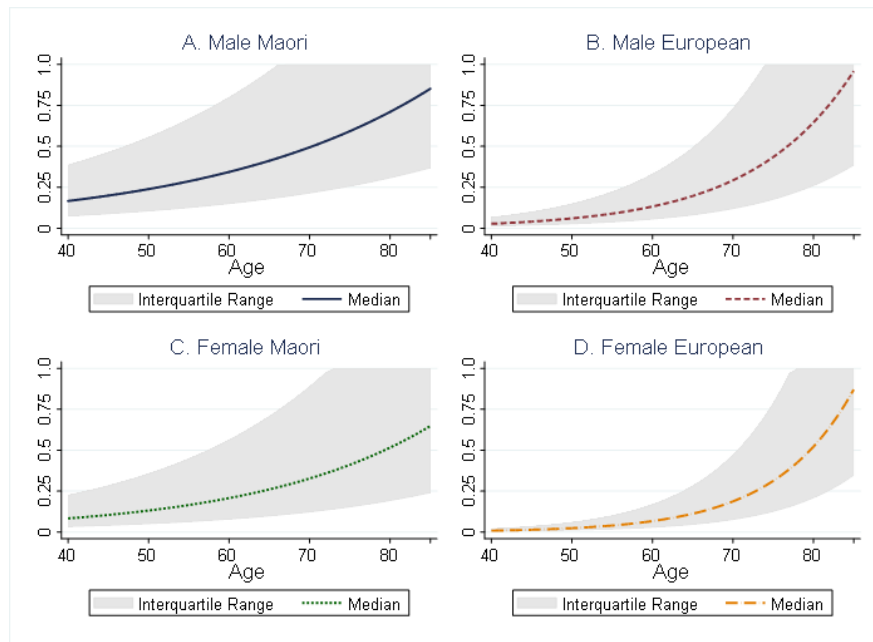 A. Male Maori
1.0
0.75
0.5
0.25
0
40 50 60 70 80
Age
Interquartile Range Median
B. Male European
1.0
0.75
0.5
0.25
0
40 50 60 70 80
Age
Interquartile Range Median
C. Female Maori
1.0
0.75
0.5
0.25
0
40 50 60 70 80
Age
Interquartile Range Median
D. Female European
1.0
0.75
0.5
0.25
0
40 50 60 70 80
Age
Interquartile Range Median